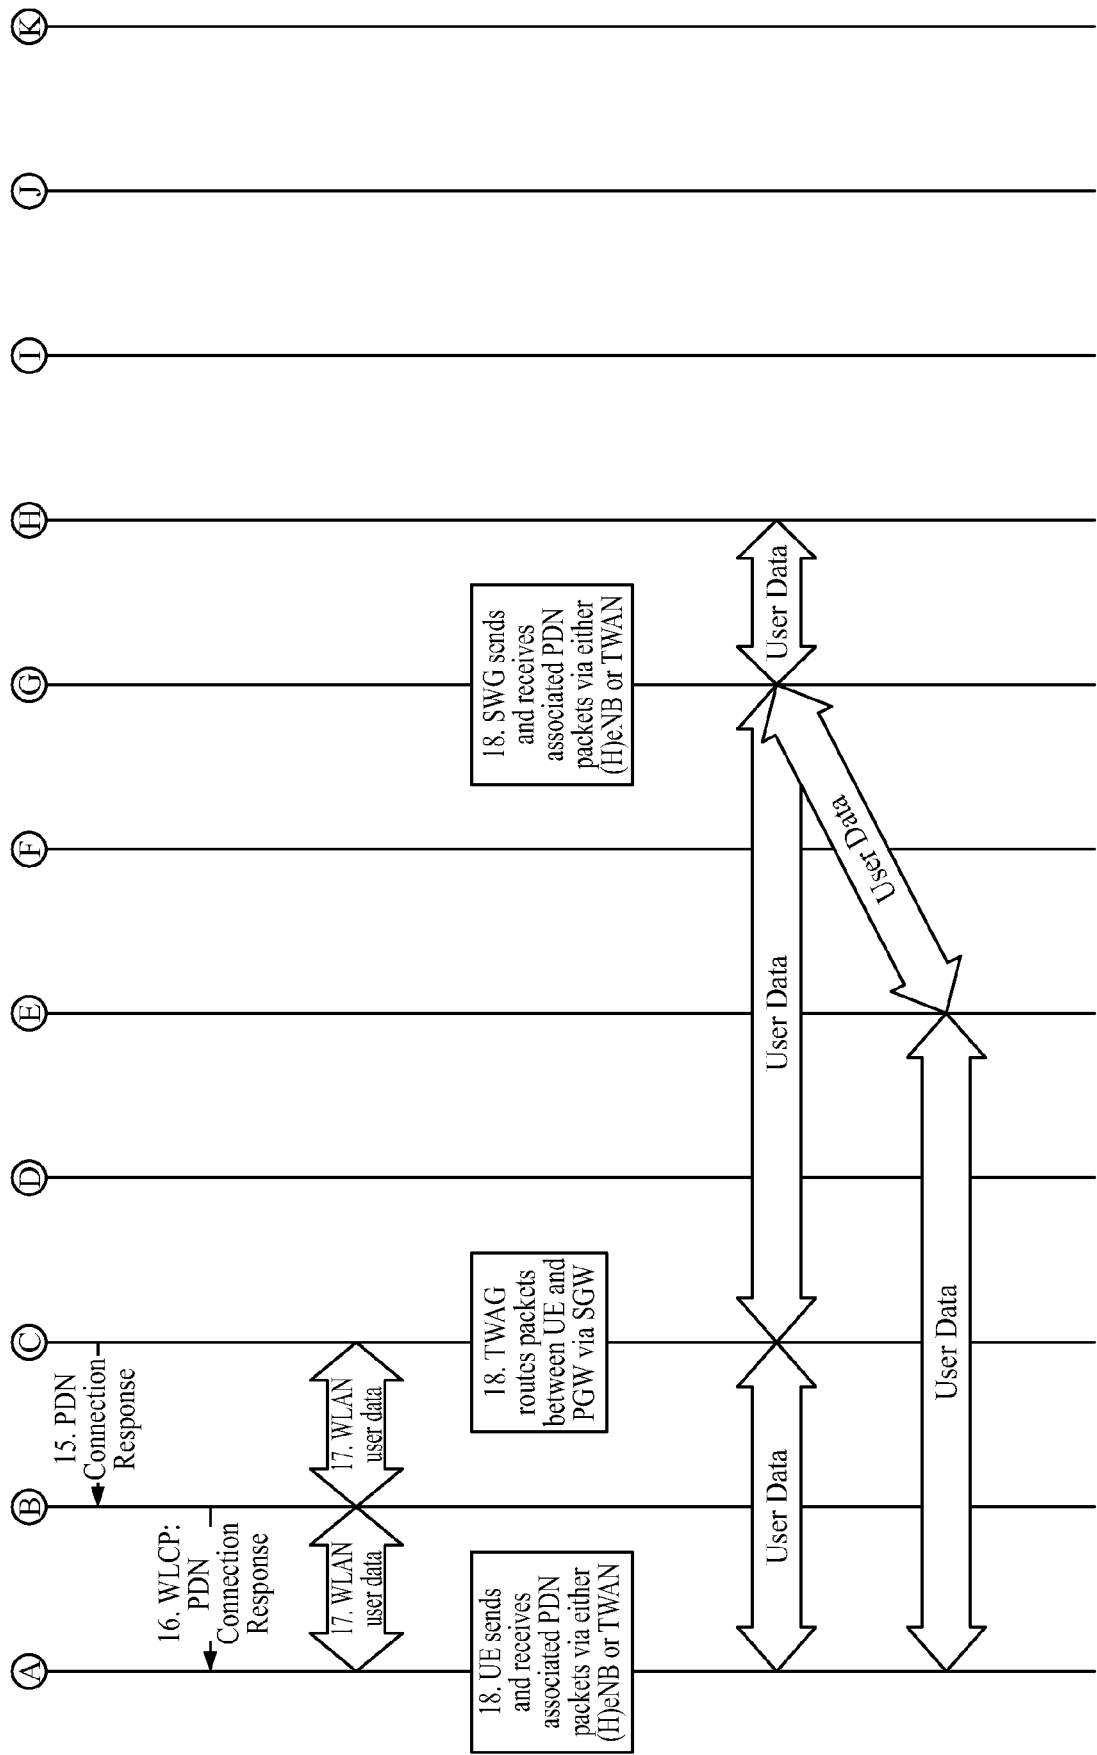 A
B
C
D
E
F
G
H
I
J
K
15. PDN
Connection
Response
16. WLCP:
PDN
Connection
Response
17. WLAN
user data
17. WLAN
user data
18. UE sends
and receives
associated PDN
packets via either
(H)eNB or TWAN
18. TWAG
routes packets
between UE and
PGW via SGW
18. SWG sends
and receives
associated PDN
packets via either
(H)eNB or TWAN
User Data
User Data
User Data
User Data
User Data